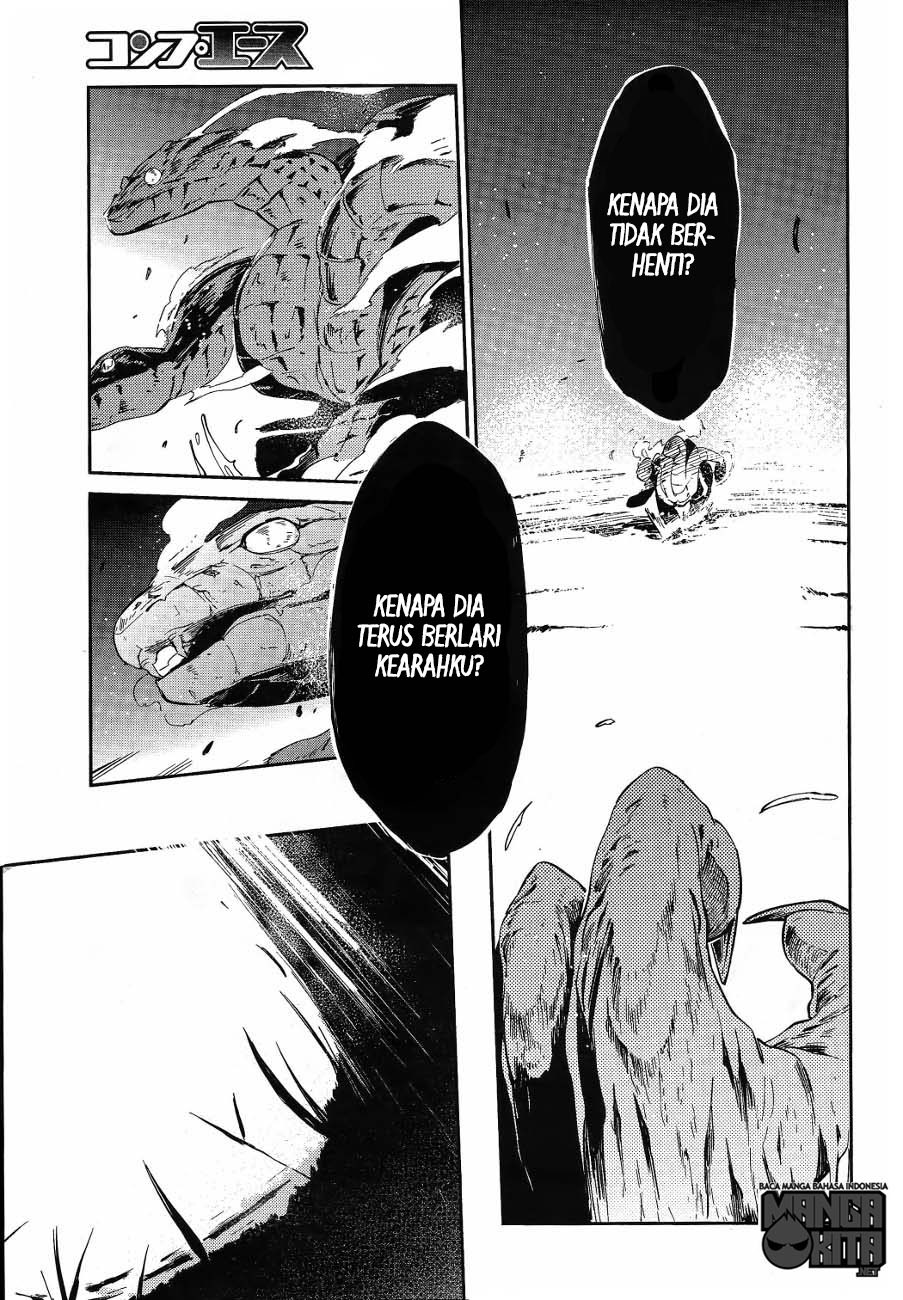 コンプエース
KENAPA DIA
TIDAK BER-
HENTI?
KENAPA DIA
TERUS BERLARI
KEARAHKU?
BACA MANGA BAHASA INDONESIA
MANGA
KITA
.NET